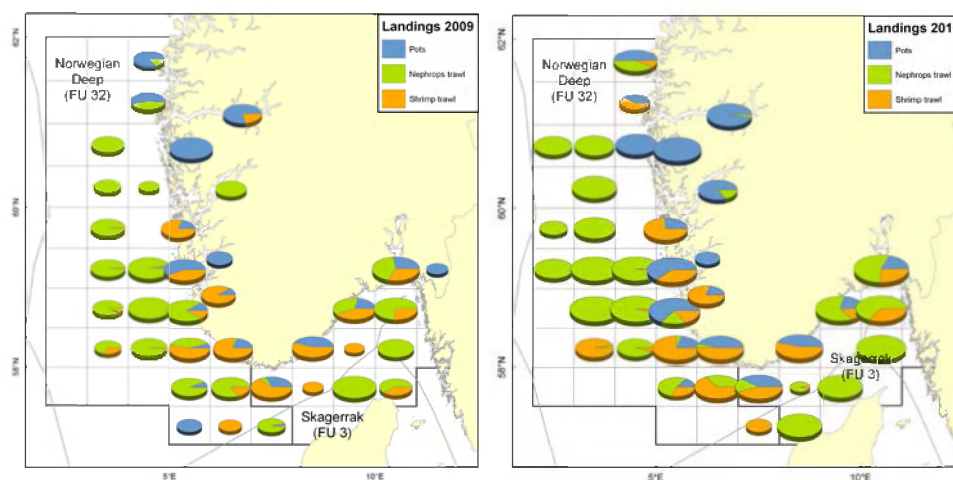 Landings 2009
Pots
Nephrops trawl
Shrimp trawl
Norwegian
Deep
(FU 32)
Skagerrak
(FU 3)
62°N
60°N
58°N
5°E
10°E
Landings 201
Pots
Nephrops trawl
Shrimp trawl
Norwegian
Deep
(FU 32)
Skagerrak
(FU 3)
62°N
60°N
58°N
5°E
10°E